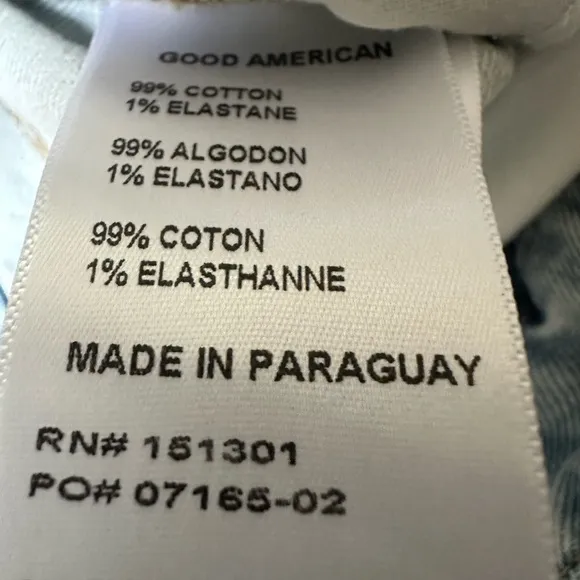 GOOD AMERICAN
99% COTTON
1% ELASTANE
99% ALGODON
1% ELASTANO
99% COTON
1% ELASTHANNE
MADE IN PARAGUAY
RN# 151301
PO# 07165-02